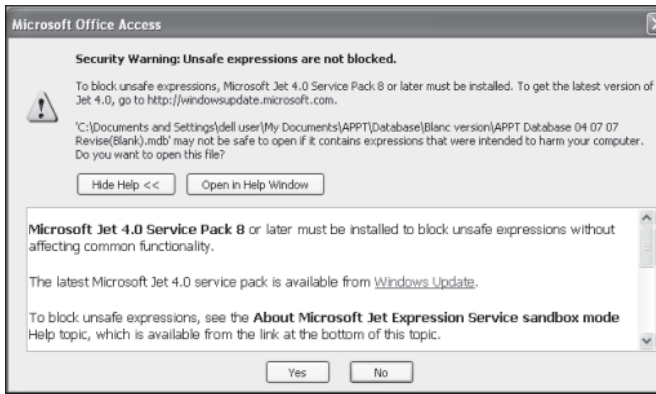 Microsoft Office Access
Security Warning: Unsafe expressions are not blocked.
To block unsafe expressions, Microsoft Jet 4.0 Service Pack 8 or later must be installed. To get the latest version of
Jet 4.0, go to http://windowsupdate.microsoft.com.
'C:\Documents and Settings\dell user\My Documents\APPT\Database\Blanc version\APPT Database 04 07 07
Revise(Blank).mdb' may not be safe to open if it contains expressions that were intended to harm your computer.
Do you want to open this file?
Hide Help << Open in Help Window
Microsoft Jet 4.0 Service Pack 8 or later must be installed to block unsafe expressions without
affecting common functionality.
The latest Microsoft Jet 4.0 service pack is available from Windows Update.
To block unsafe expressions, see the About Microsoft Jet Expression Service sandbox mode
Help topic, which is available from the link at the bottom of this topic.
Yes No